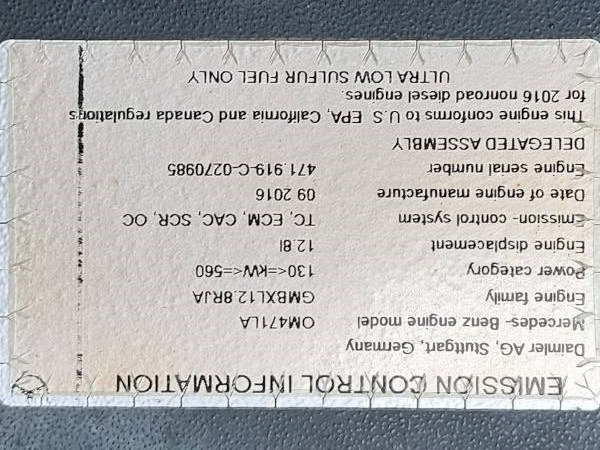 EMISSION CONTROL INFORMATION
Daimler AG, Stuttgart, Germany
Mercedes- Benz engine model OM471LA
Engine family GMBXL12.8RJA
Power category 130<=kW<=560
Engine displacement 12.8l
Emission- control system TC, ECM, CAC, SCR, OC
Date of engine manufacture 09 2016
Engine serial number 471.919-C-0270985
DELEGATED ASSEMBLY
This engine conforms to U.S. EPA, California and Canada regulations
for 2016 nonroad diesel engines.
ULTRA LOW SULFUR FUEL ONLY